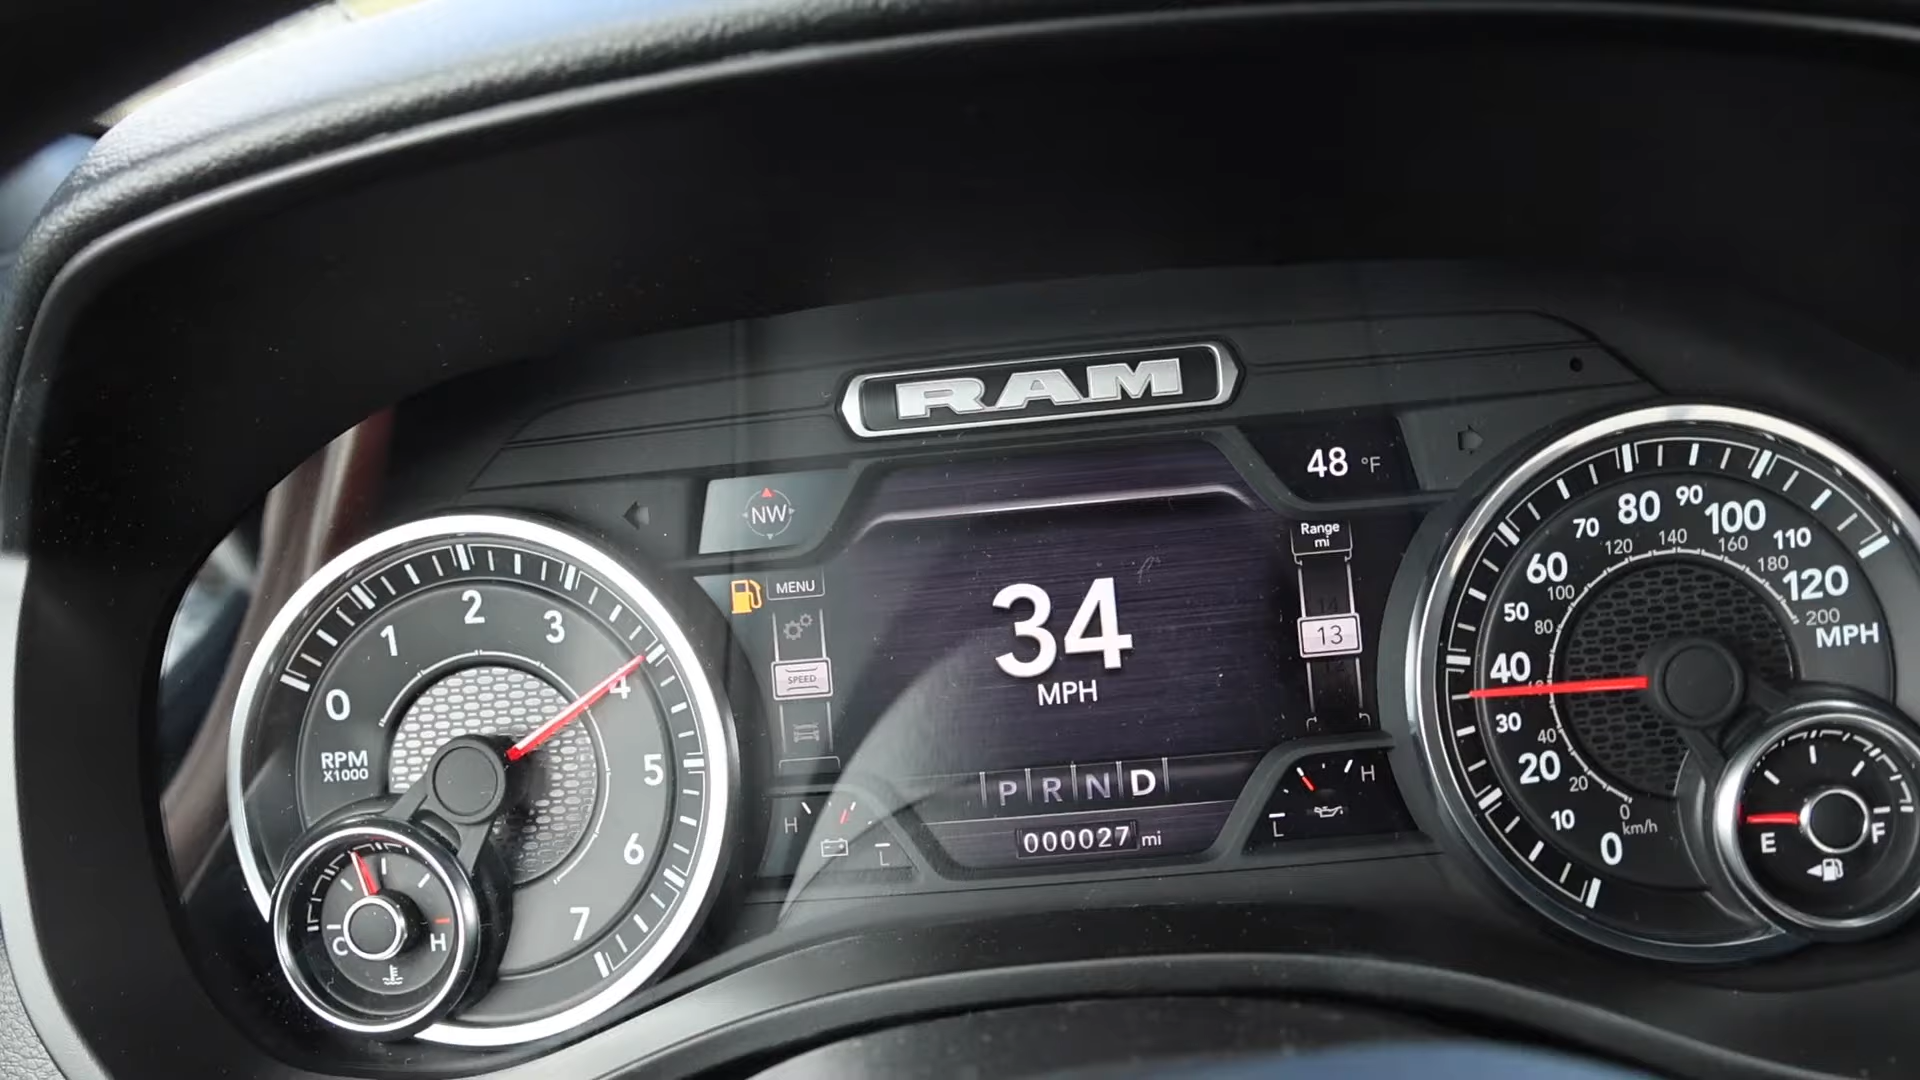 RAM
48 °F
NW
MENU
SPEED
Range
mi
14
13
12
34
MPH
P R N D
000027 mi
H
L
H
L
0
1
2
3
4
5
6
7
RPM
X1000
C
H
0
10
20
30
40
50
60
70
80
90
100
110
120
MPH
0
20
40
80
100
120
140
160
180
200
km/h
E
F